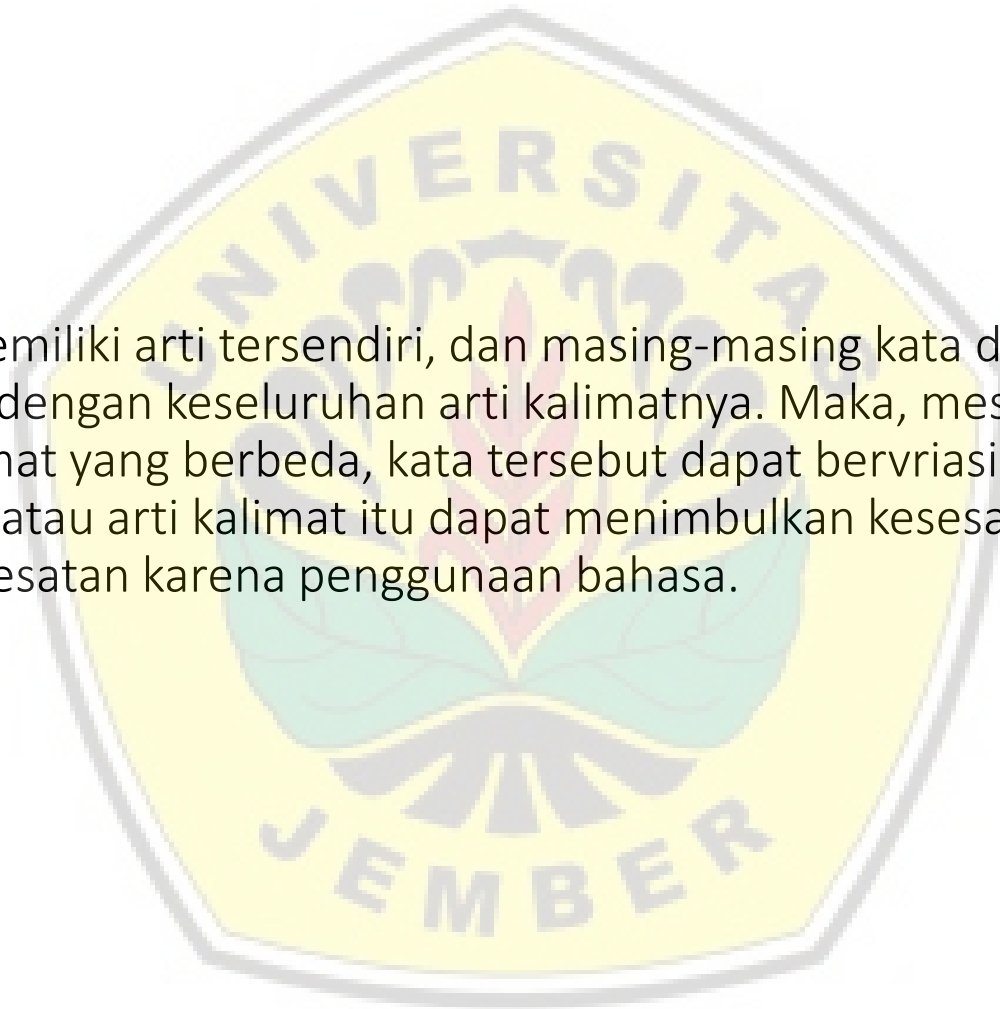 UNIVERSITAS
emiliki arti tersendiri, dan masing-masing kata d
dengan keseluruhan arti kalimatnya. Maka, mes
mat yang berbeda, kata tersebut dapat bervriasi
atau arti kalimat itu dapat menimbulkan kesesa
esatan karena penggunaan bahasa.
JEMBER